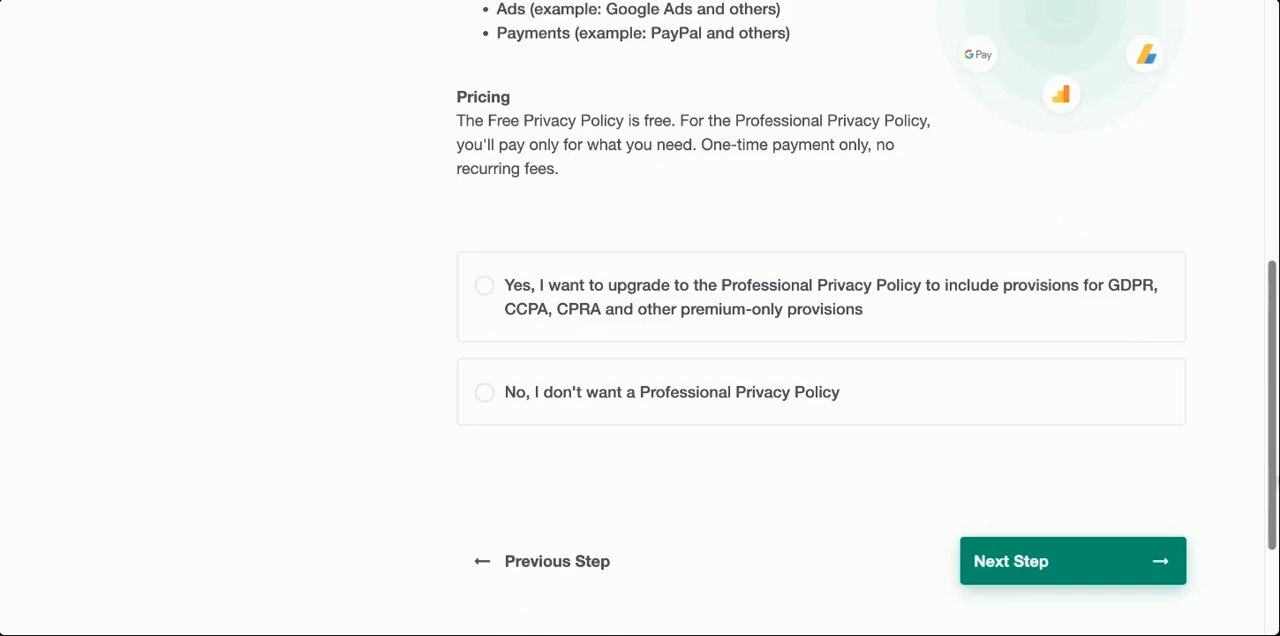 • Ads (example: Google Ads and others)
• Payments (example: PayPal and others)
G Pay
Pricing
The Free Privacy Policy is free. For the Professional Privacy Policy,
you'll pay only for what you need. One-time payment only, no
recurring fees.
Yes, I want to upgrade to the Professional Privacy Policy to include provisions for GDPR,
CCPA, CPRA and other premium-only provisions
No, I don't want a Professional Privacy Policy
← Previous Step
Next Step →